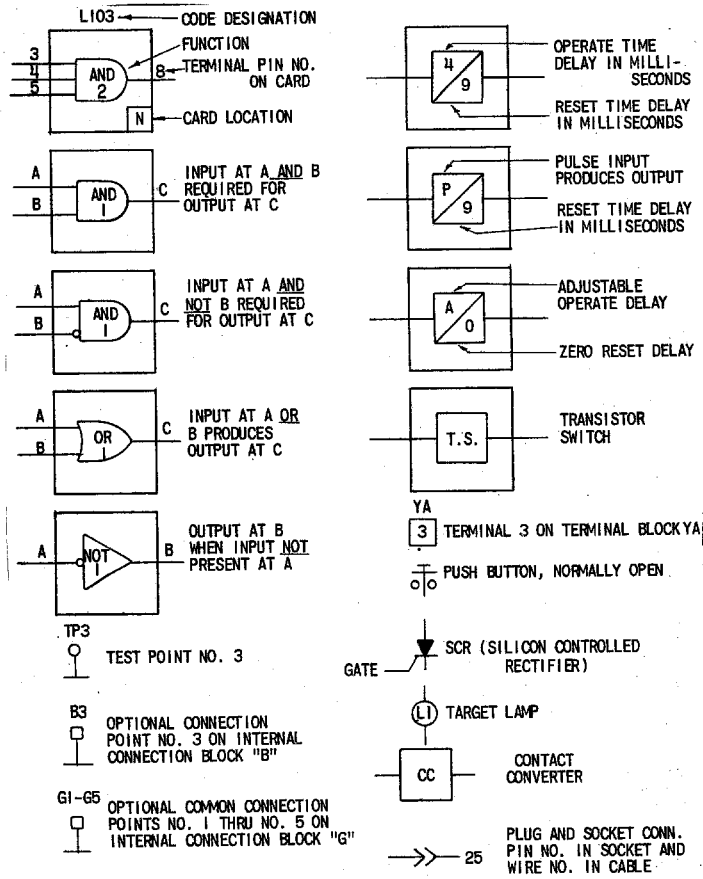 L103 CODE DESIGNATION
FUNCTION
3
4
5
AND
2
8 TERMINAL PIN NO.
ON CARD
N
CARD LOCATION
A
B
AND
1
C
INPUT AT A AND B
REQUIRED FOR
OUTPUT AT C
A
B
AND
1
C
INPUT AT A AND
NOT B REQUIRED
FOR OUTPUT AT C
A
B
OR
1
C
INPUT AT A OR
B PRODUCES
OUTPUT AT C
A
NOT
1
B
OUTPUT AT B
WHEN INPUT NOT
PRESENT AT A
TP3
TEST POINT NO. 3
B3
OPTIONAL CONNECTION
POINT NO. 3 ON INTERNAL
CONNECTION BLOCK "B"
G1-G5
OPTIONAL COMMON CONNECTION
POINTS NO. 1 THRU NO. 5 ON
INTERNAL CONNECTION BLOCK "G"
4
9
OPERATE TIME
DELAY IN MILLI-
SECONDS
RESET TIME DELAY
IN MILLISECONDS
P
9
PULSE INPUT
PRODUCES OUTPUT
RESET TIME DELAY
IN MILLISECONDS
A
0
ADJUSTABLE
OPERATE DELAY
ZERO RESET DELAY
T.S.
TRANSISTOR
SWITCH
YA
3 TERMINAL 3 ON TERMINAL BLOCK YA
PUSH BUTTON, NORMALLY OPEN
GATE
SCR (SILICON CONTROLLED
RECTIFIER)
L1 TARGET LAMP
CC
CONTACT
CONVERTER
25
PLUG AND SOCKET CONN.
PIN NO. IN SOCKET AND
WIRE NO. IN CABLE